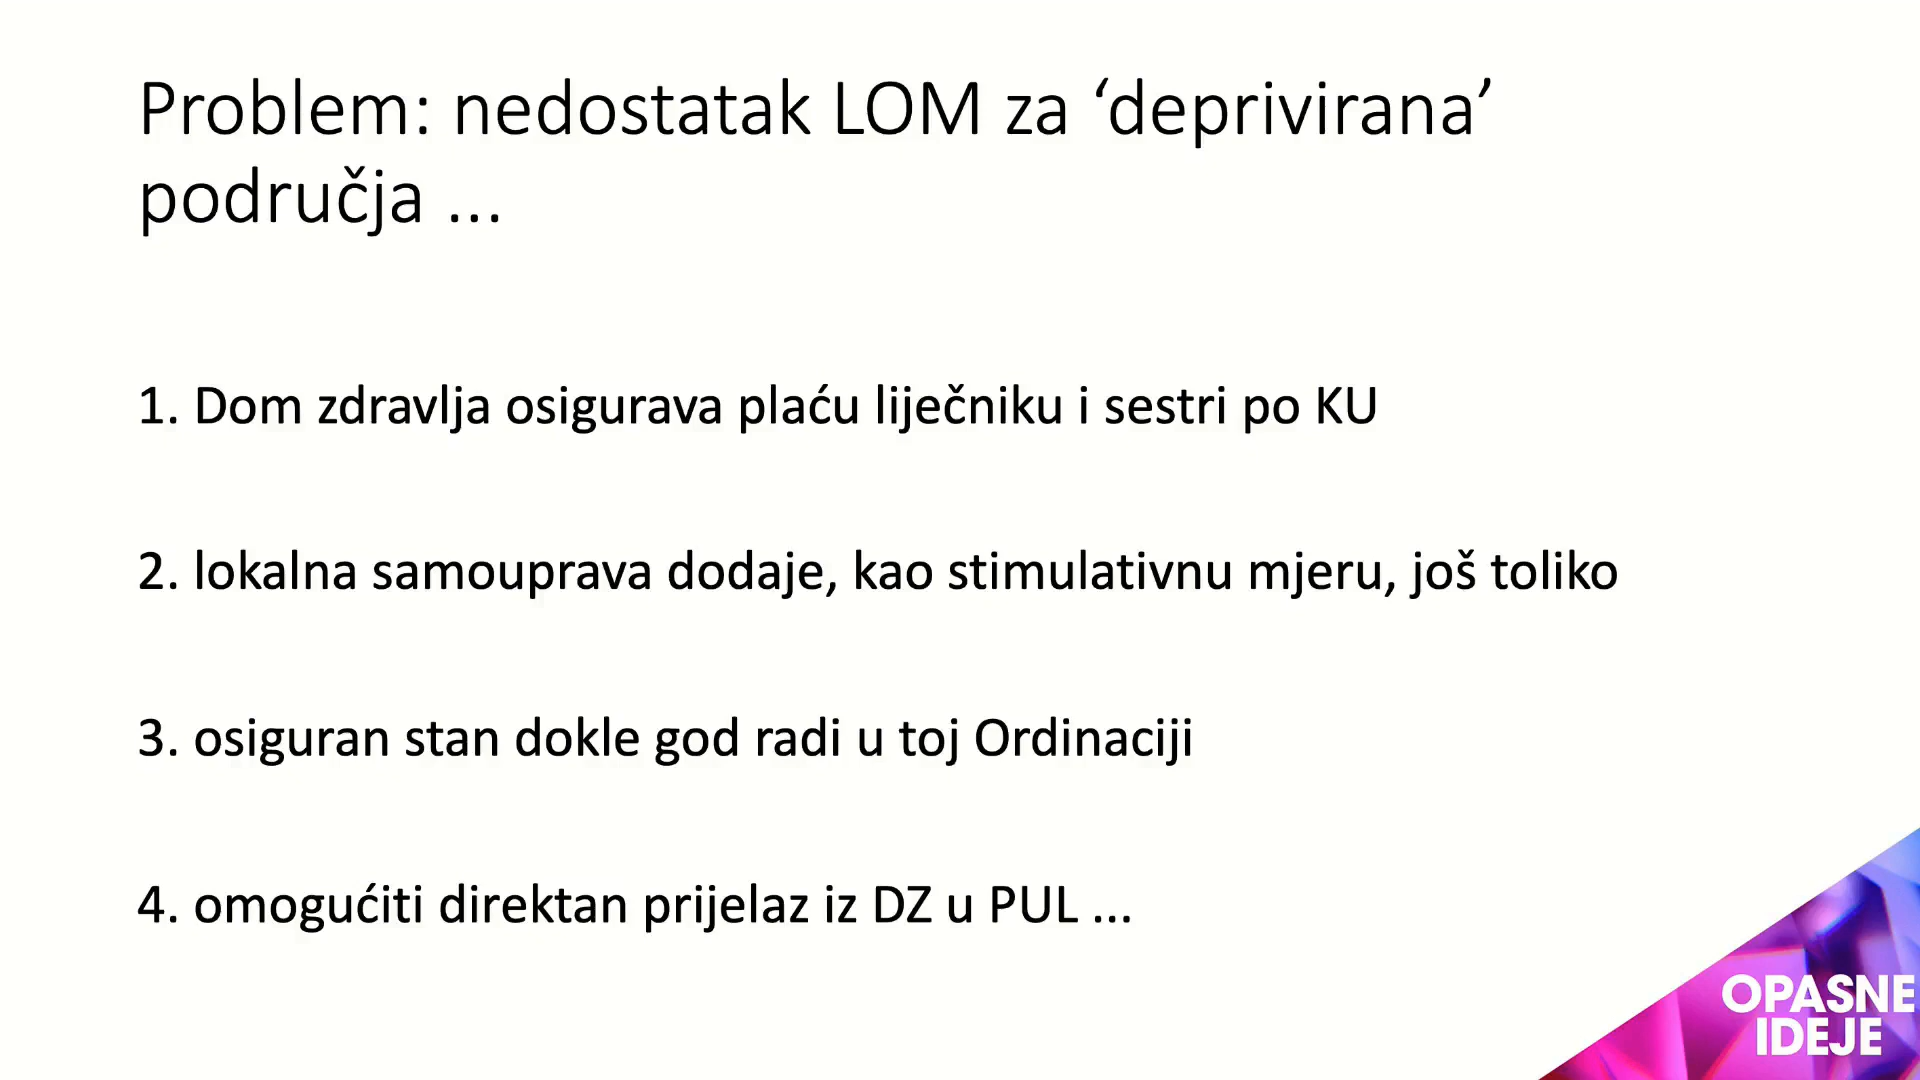 Problem: nedostatak LOM za ‘deprivirana’
područja ...
1. Dom zdravlja osigurava plaću liječniku i sestri po KU
2. lokalna samouprava dodaje, kao stimulativnu mjeru, još toliko
3. osiguran stan dokle god radi u toj Ordinaciji
4. omogućiti direktan prijelaz iz DZ u PUL ...
OPASNE
IDEJE